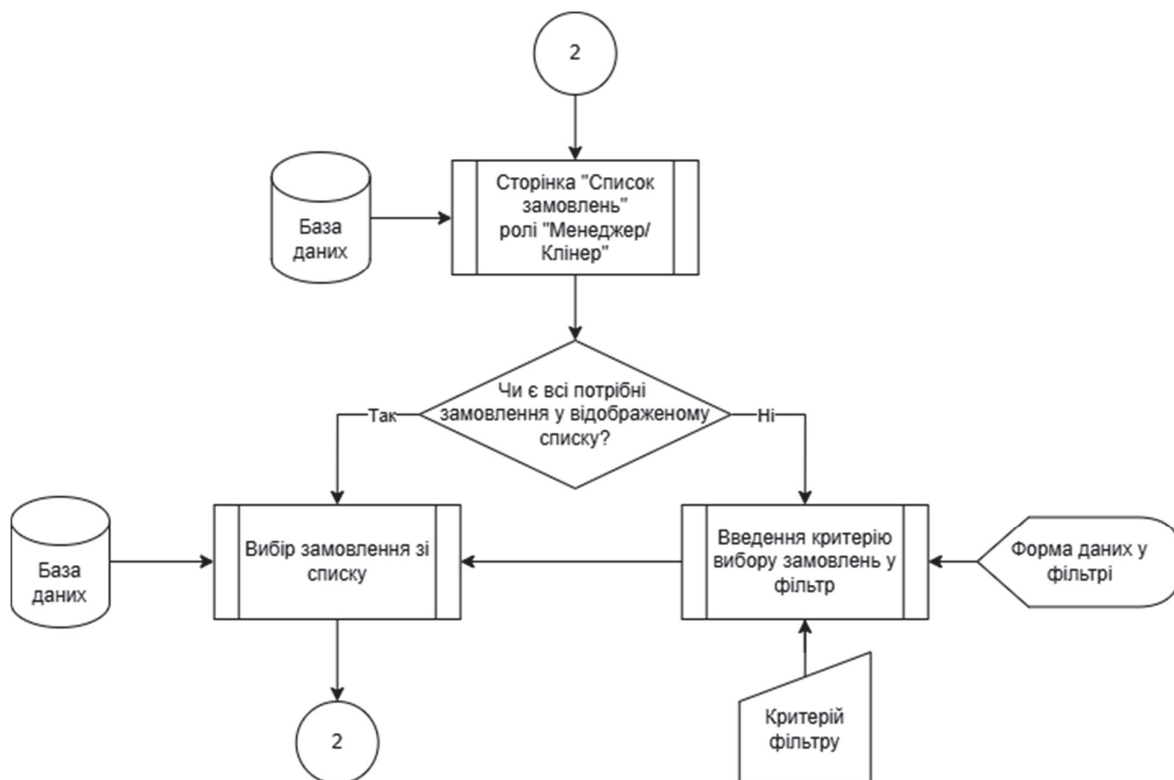 2
База
даних
Сторінка "Список
замовлень"
ролі "Менеджер/
Клінер"
Чи є всі потрібні
замовлення у відображеному
списку?
Так
Ні
База
даних
Вибір замовлення зі
списку
Введення критерію
вибору замовлень у
фільтр
Форма даних у
фільтрі
2
Критерій
фільтру